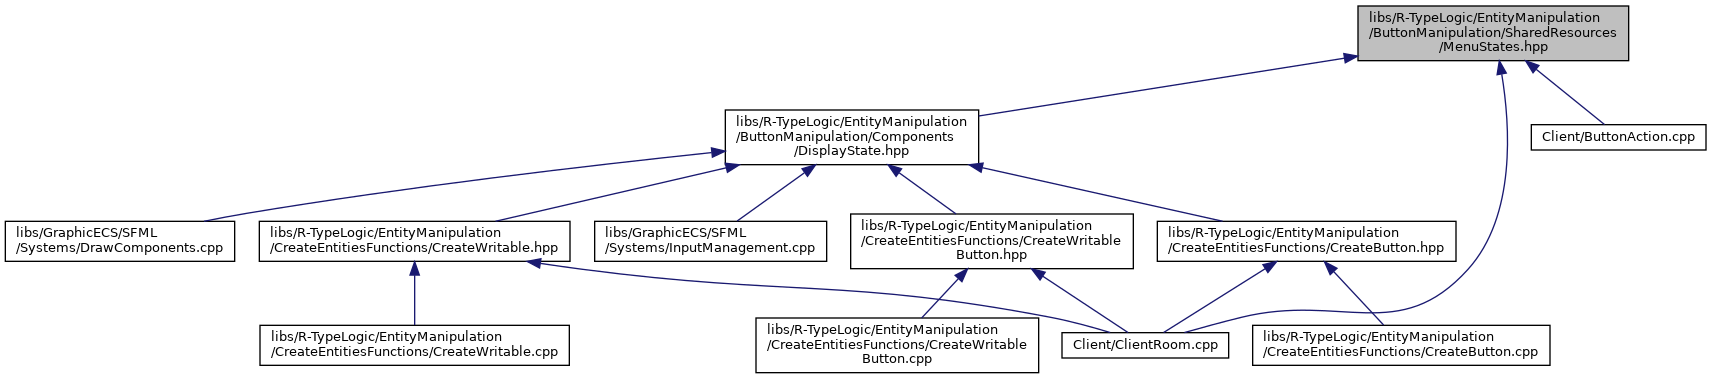 libs/R-TypeLogic/EntityManipulation
/ButtonManipulation/SharedResources
/MenuStates.hpp
libs/R-TypeLogic/EntityManipulation
/ButtonManipulation/Components
/DisplayState.hpp
Client/ButtonAction.cpp
libs/GraphicECS/SFML
/Systems/DrawComponents.cpp
libs/R-TypeLogic/EntityManipulation
/CreateEntitiesFunctions/CreateWritable.hpp
libs/GraphicECS/SFML
/Systems/InputManagement.cpp
libs/R-TypeLogic/EntityManipulation
/CreateEntitiesFunctions/CreateWritable
Button.hpp
libs/R-TypeLogic/EntityManipulation
/CreateEntitiesFunctions/CreateButton.hpp
libs/R-TypeLogic/EntityManipulation
/CreateEntitiesFunctions/CreateWritable.cpp
libs/R-TypeLogic/EntityManipulation
/CreateEntitiesFunctions/CreateWritable
Button.cpp
Client/ClientRoom.cpp
libs/R-TypeLogic/EntityManipulation
/CreateEntitiesFunctions/CreateButton.cpp